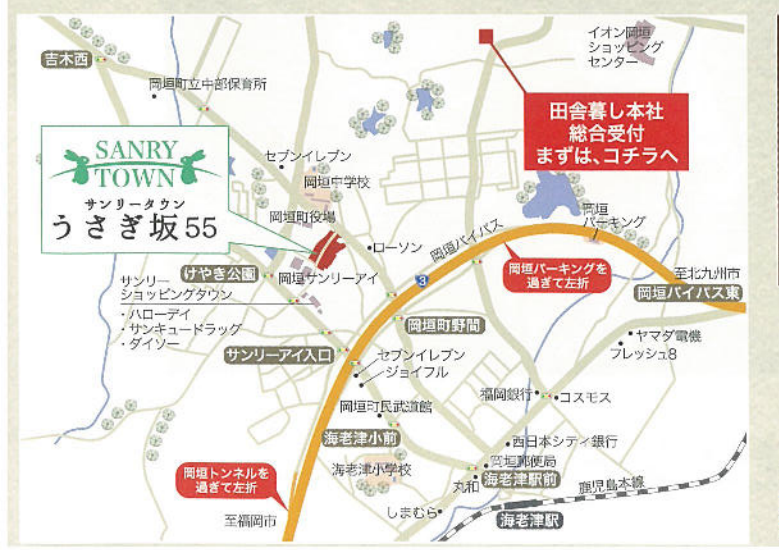 吉木西
岡垣町立中部保育所
イオン岡垣
ショッピング
センター
田舎暮し本社
総合受付
まずは、コチラへ
SANRY
TOWN
サンリータウン
うさぎ坂55
セブンイレブン
岡垣中学校
岡垣町役場
ローソン
岡垣バイパス
岡垣
パーキング
けやき公園
岡垣サンリーアイ
3
岡垣パーキングを
過ぎて左折
至北九州市
岡垣バイパス東
サンリー
ショッピングタウン
・ハローデイ
・サンキュードラッグ
・ダイソー
岡垣町野間
サンリーアイ入口
セブンイレブン
ジョイフル
ヤマダ電機
フレッシュ8
福岡銀行
コスモス
岡垣町民武道館
海老津小前
西日本シティ銀行
岡垣郵便局
海老津駅前
丸和
岡垣トンネルを
過ぎて左折
海老津小学校
鹿児島本線
しまむら
海老津駅
至福岡市